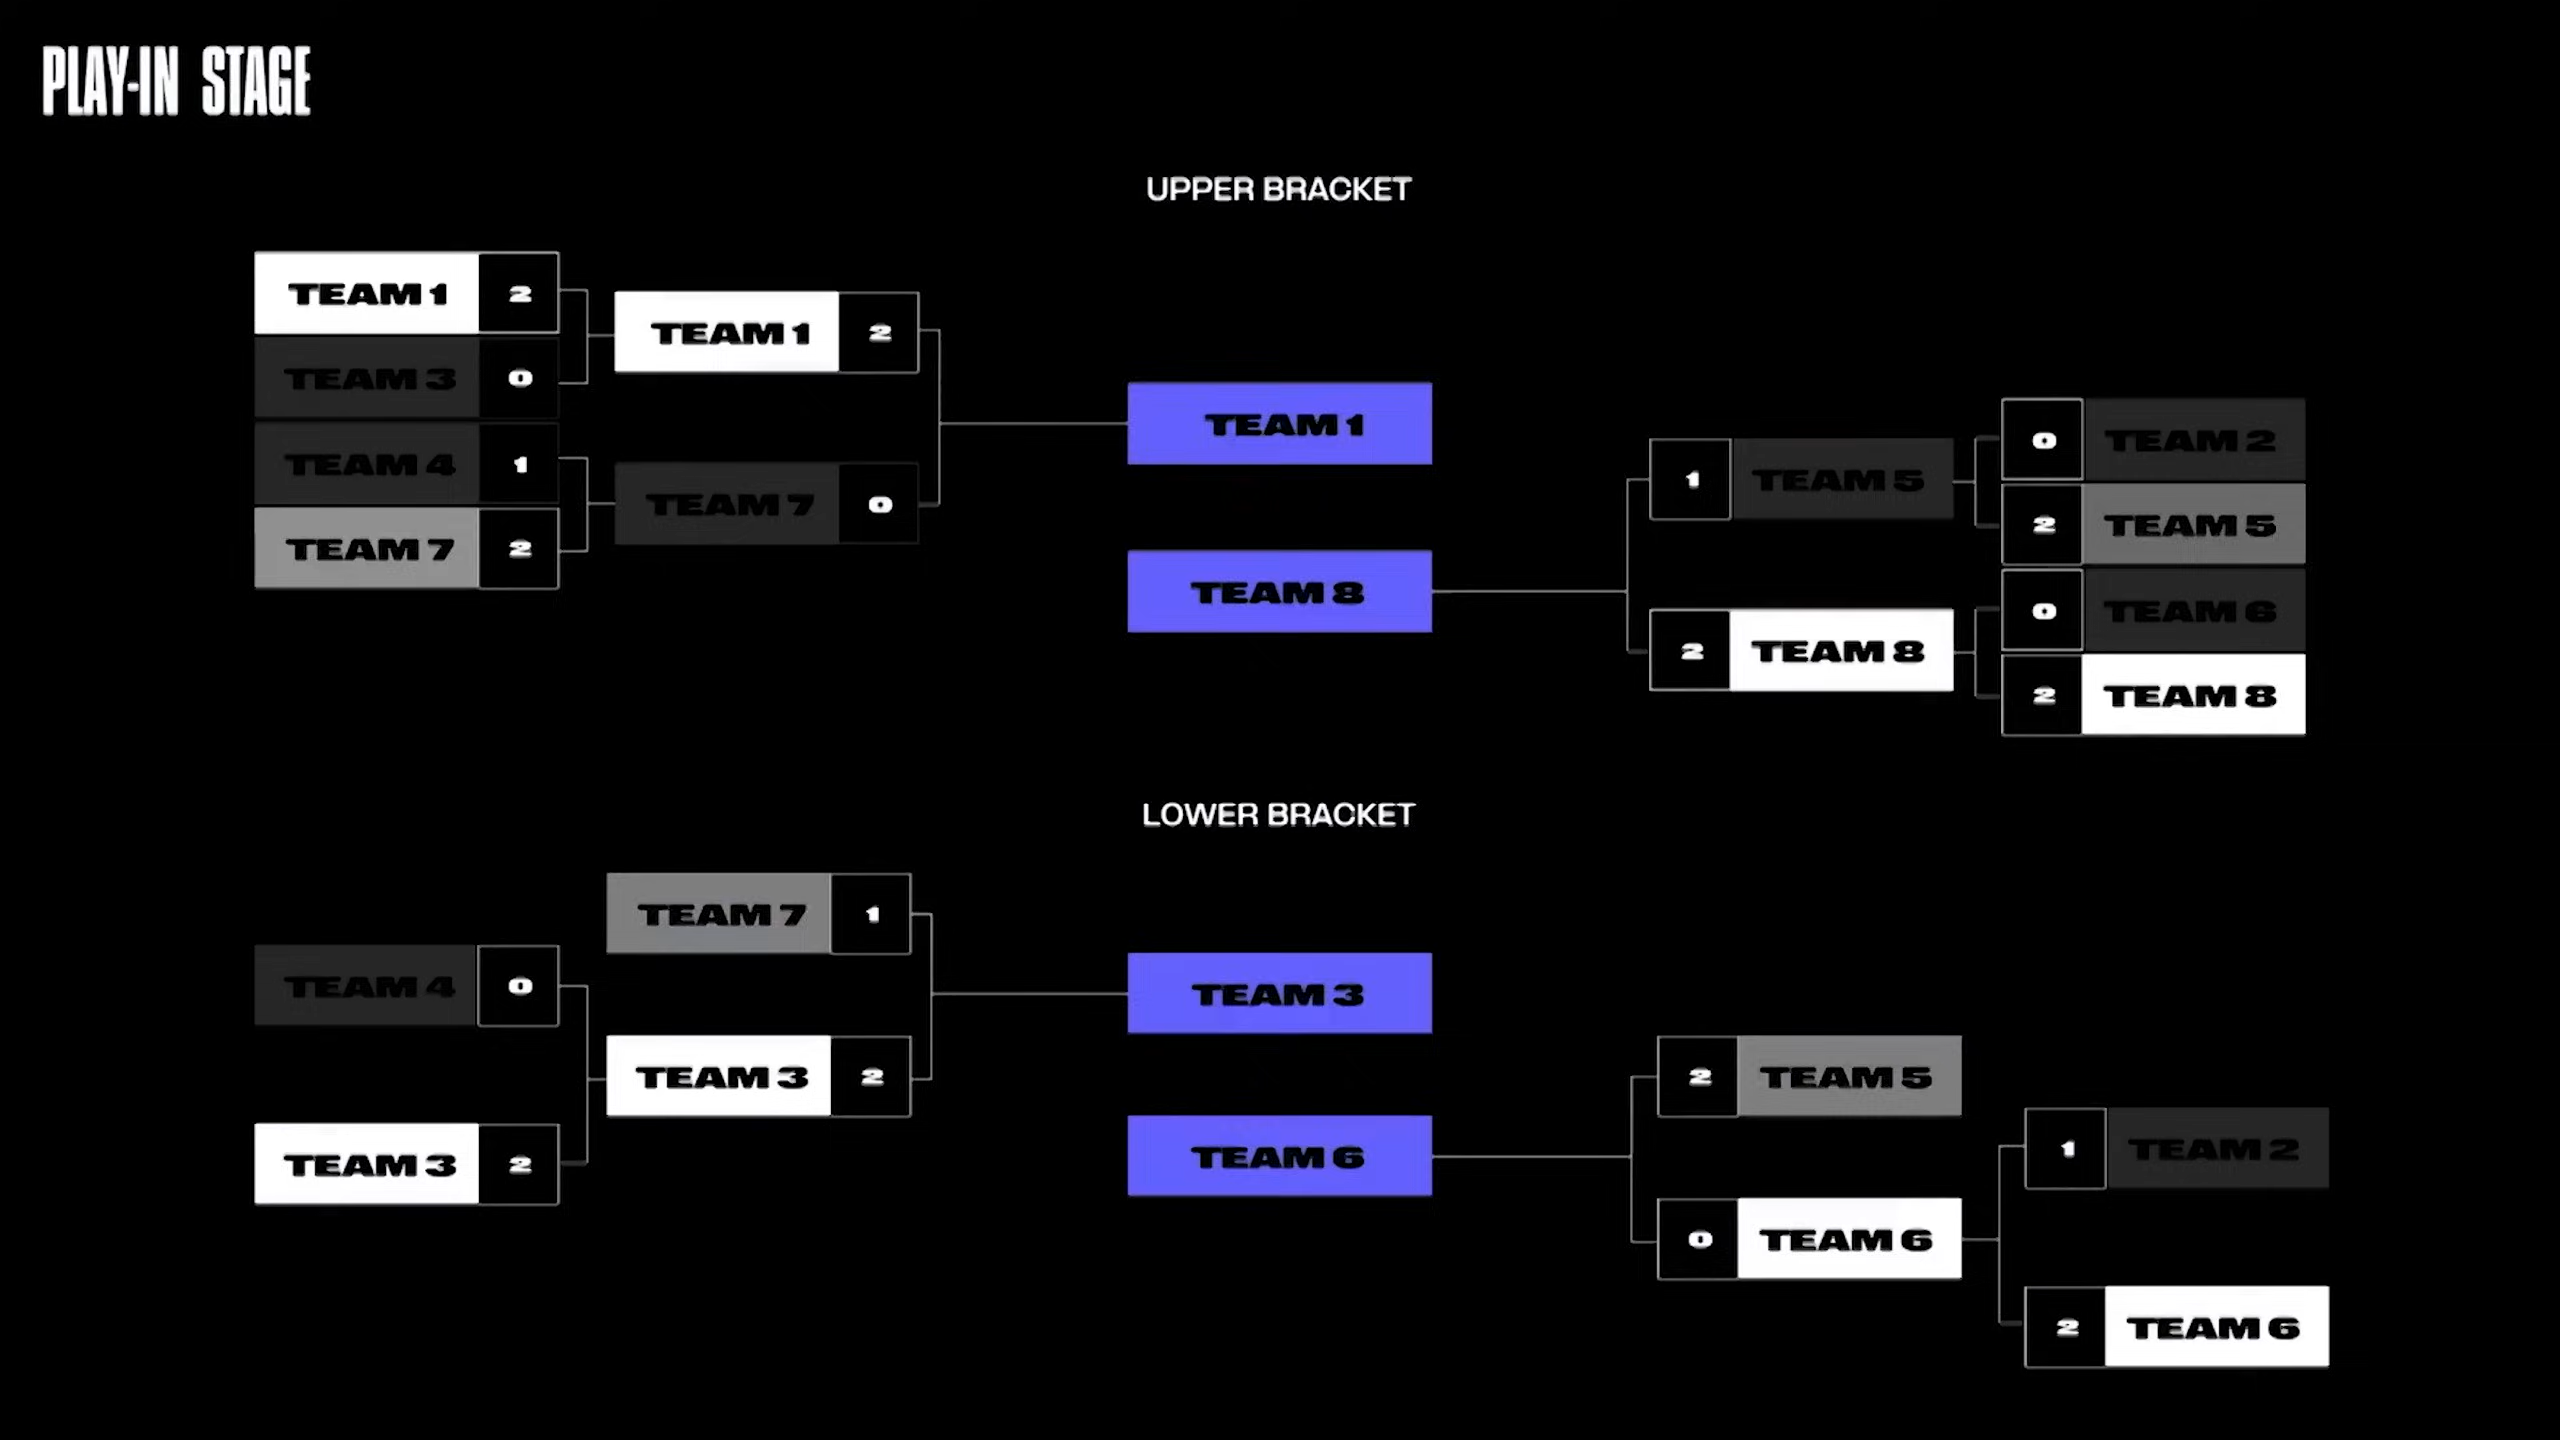 PLAY-IN STAGE
UPPER BRACKET
TEAM 1 2
TEAM 3 0
TEAM 4 1
TEAM 7 2
TEAM 1 2
TEAM 7 0
TEAM 1
TEAM 8
1 TEAM 5
2 TEAM 8
0 TEAM 2
2 TEAM 5
0 TEAM 6
2 TEAM 8
LOWER BRACKET
TEAM 4 0
TEAM 3 2
TEAM 7 1
TEAM 3 2
TEAM 3
TEAM 6
2 TEAM 5
0 TEAM 6
1 TEAM 2
2 TEAM 6